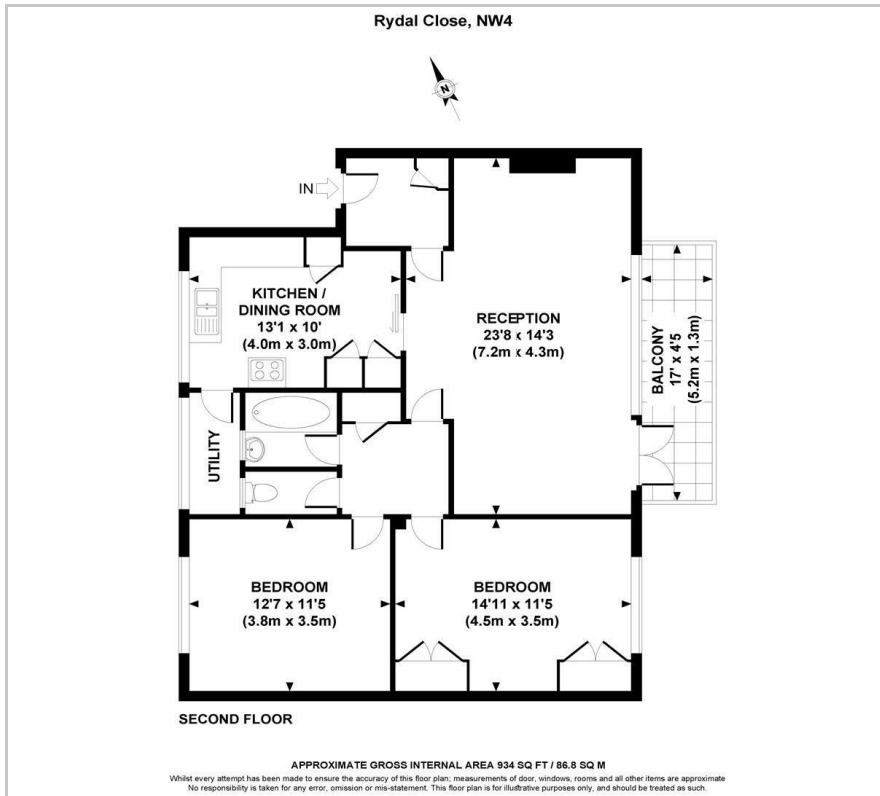 Rydal Close, NW4
N
IN
KITCHEN /
DINING ROOM
13'1 x 10'
(4.0m x 3.0m)
RECEPTION
23'8 x 14'3
(7.2m x 4.3m)
BALCONY
17' x 4'5
(5.2m x 1.3m)
UTILITY
BEDROOM
12'7 x 11'5
(3.8m x 3.5m)
BEDROOM
14'11 x 11'5
(4.5m x 3.5m)
SECOND FLOOR
APPROXIMATE GROSS INTERNAL AREA 934 SQ FT / 86.8 SQ M
Whilst every attempt has been made to ensure the accuracy of this floor plan; measurements of door, windows, rooms and all other items are approximate
No responsibility is taken for any error, omission or mis-statement. This floor plan is for illustrative purposes only, and should be treated as such.